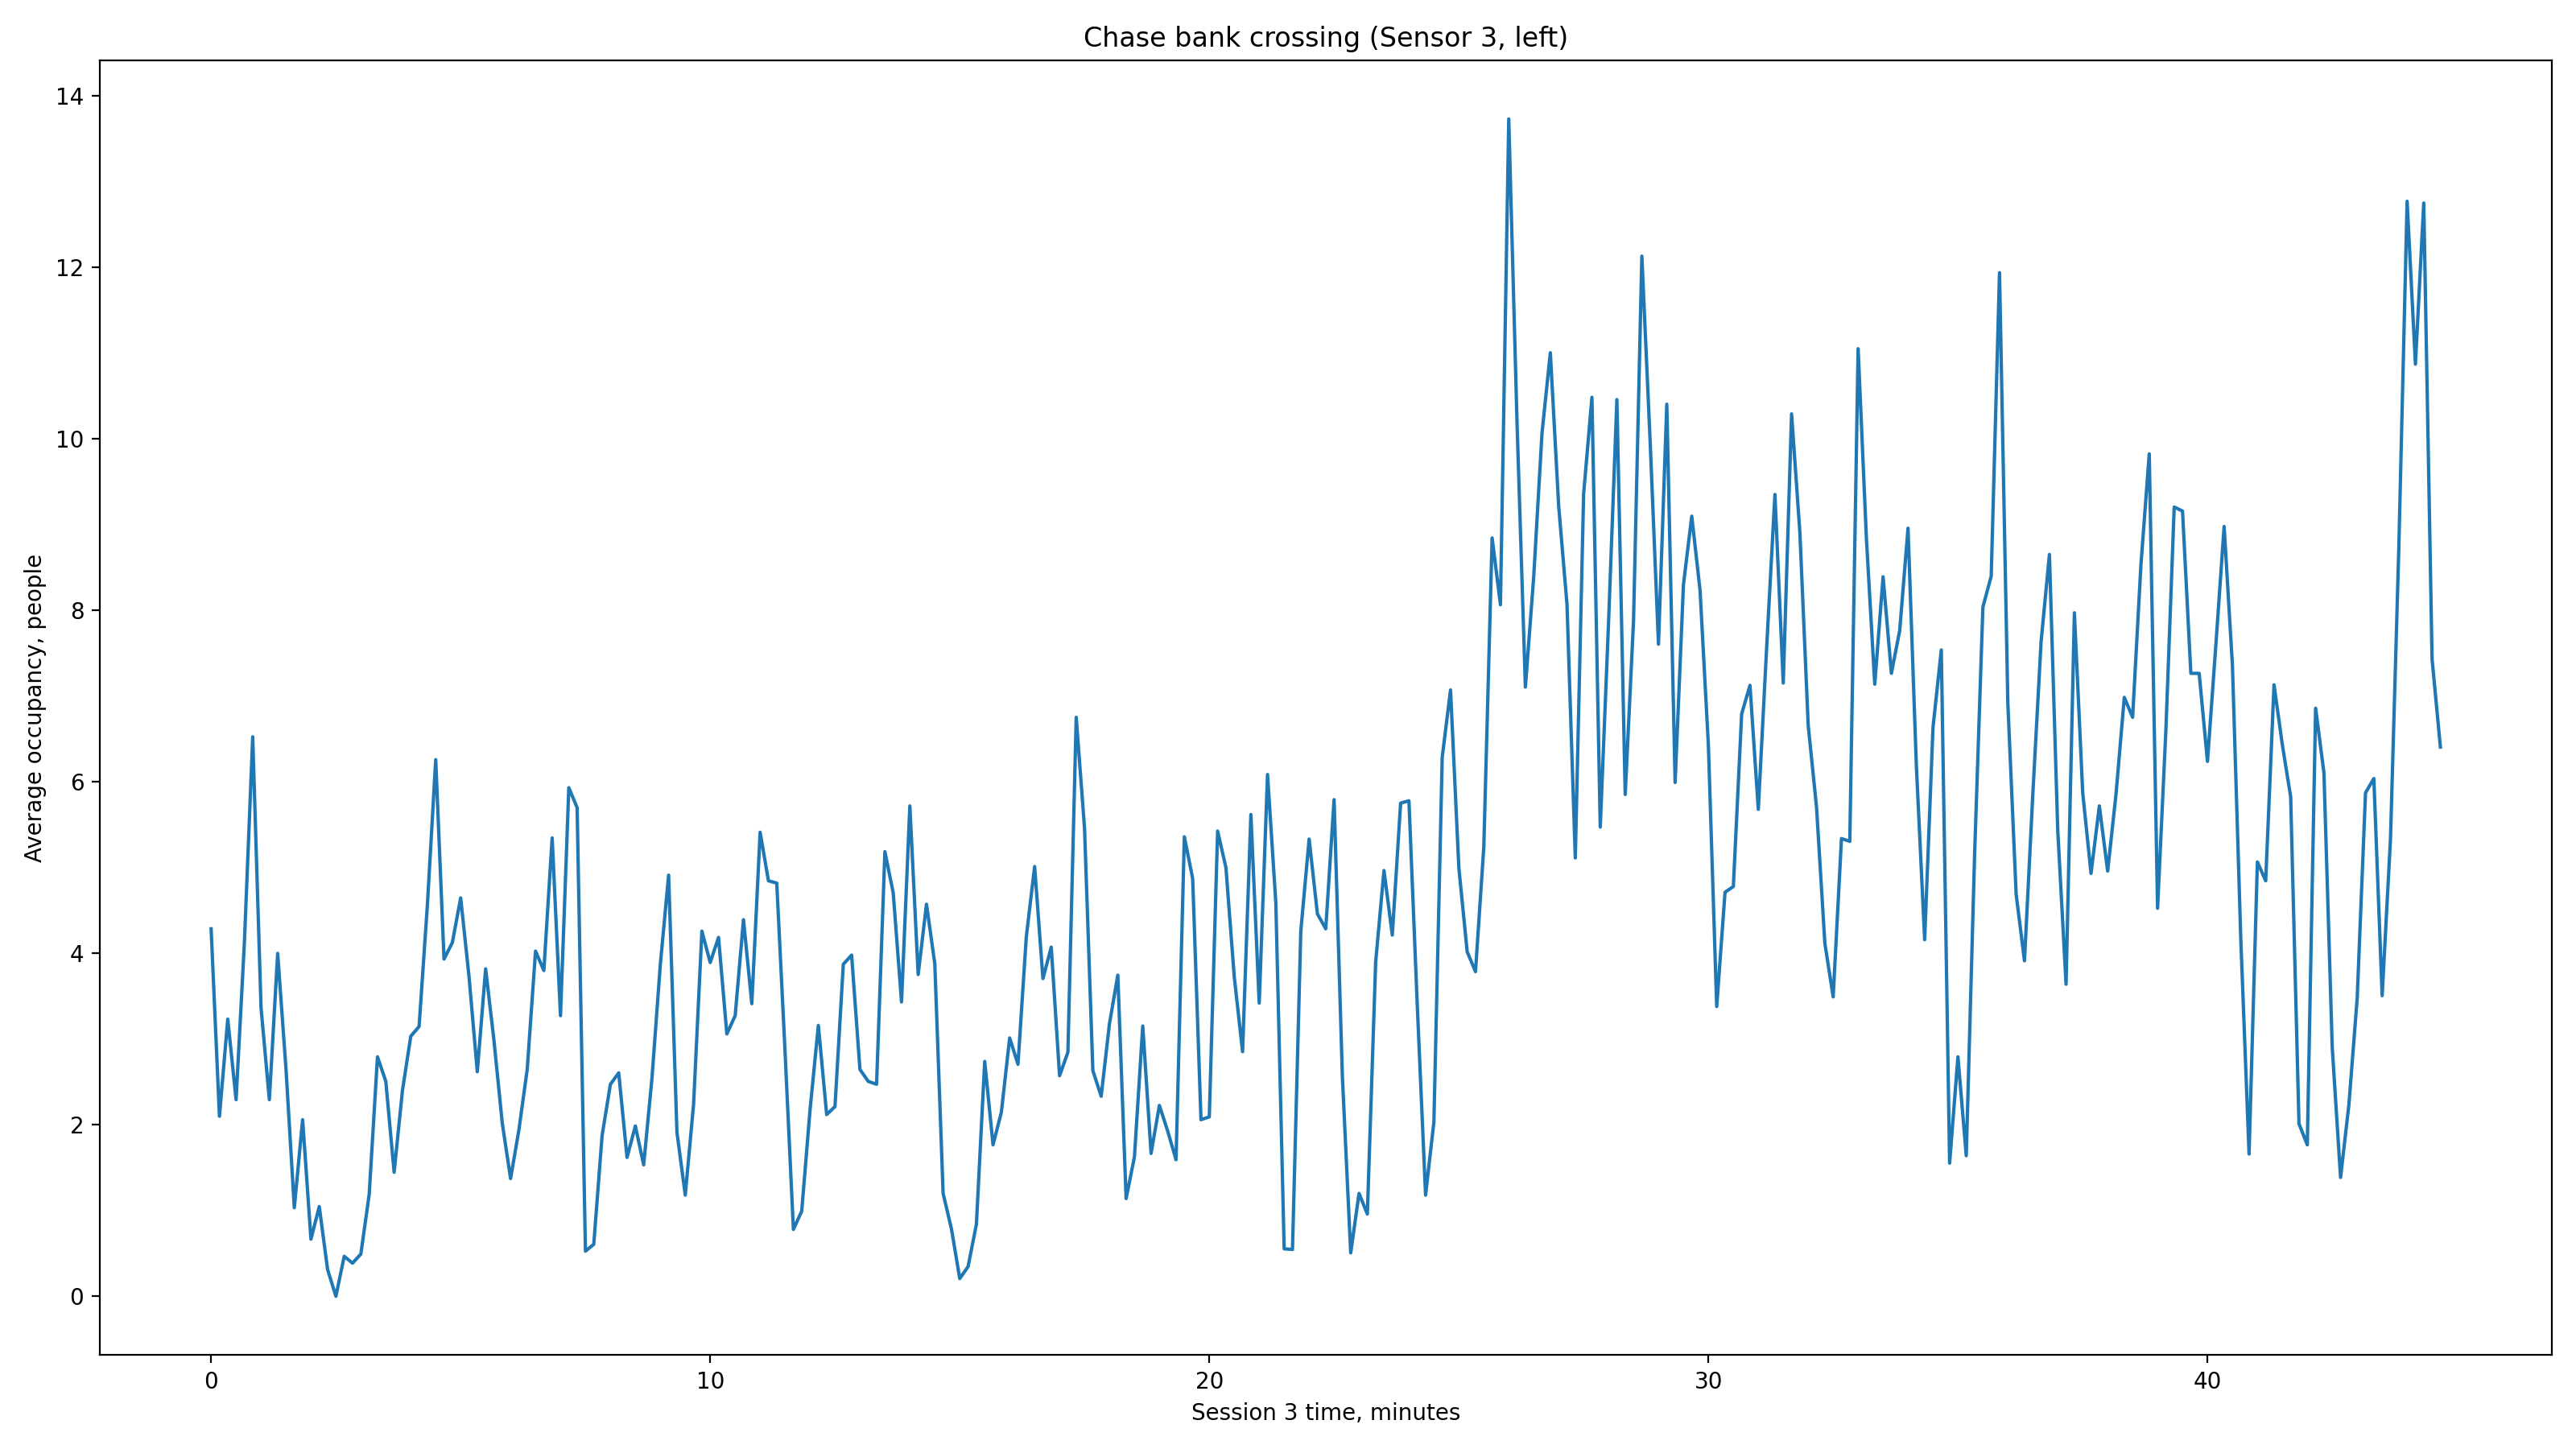 Chase bank crossing (Sensor 3, left)
14
12
10
8
6
4
2
0
Average occupancy, people
0 10 20 30 40
Session 3 time, minutes